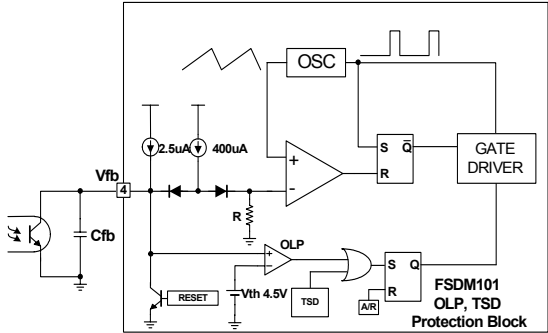 OSC
2.5uA
400uA
Vfb
4
+
-
S
Q
R
GATE
DRIVER
R
Cfb
OLP
+
-
S
Q
RESET
Vth 4.5V
TSD
A/R
R
FSDM101
OLP, TSD
Protection Block